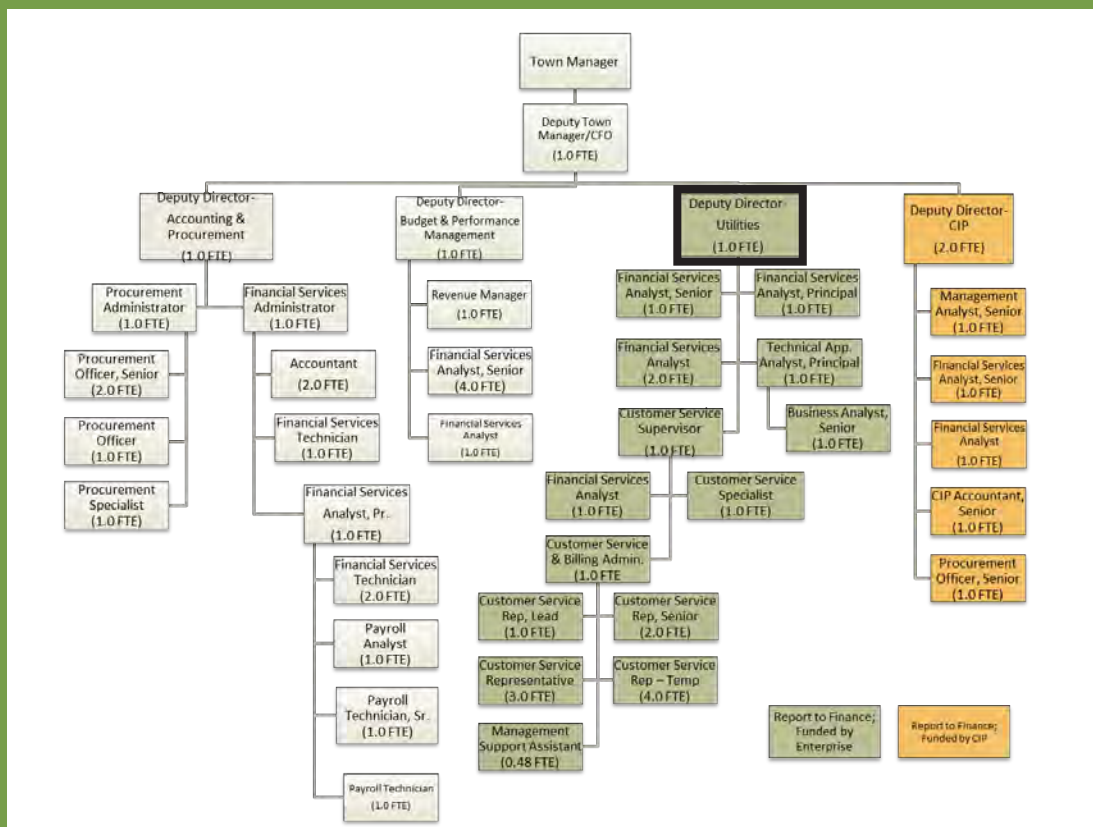 Town Manager
Deputy Town
Manager/CFO
(1.0 FTE)
Deputy Director-
Accounting &
Procurement
(1.0 FTE)
Procurement
Administrator
(1.0 FTE)
Procurement
Officer, Senior
(2.0 FTE)
Procurement
Officer
(1.0 FTE)
Procurement
Specialist
(1.0 FTE)
Financial Services
Administrator
(1.0 FTE)
Accountant
(2.0 FTE)
Financial Services
Technician
(1.0 FTE)
Financial Services
Analyst, Pr.
(1.0 FTE)
Financial Services
Technician
(2.0 FTE)
Payroll
Analyst
(1.0 FTE)
Payroll
Technician, Sr.
(1.0 FTE)
Payroll Technician
(1.0 FTE)
Deputy Director-
Budget & Performance
Management
(1.0 FTE)
Revenue Manager
(1.0 FTE)
Financial Services
Analyst, Senior
(4.0 FTE)
Financial Services
Analyst
(1.0 FTE)
Deputy Director-
Utilities
(1.0 FTE)
Financial Services
Analyst, Senior
(1.0 FTE)
Financial Services
Analyst, Principal
(1.0 FTE)
Financial Services
Analyst
(2.0 FTE)
Technical App.
Analyst, Principal
(1.0 FTE)
Business Analyst,
Senior
(1.0 FTE)
Customer Service
Supervisor
(1.0 FTE)
Financial Services
Analyst
(1.0 FTE)
Customer Service
Specialist
(1.0 FTE)
Customer Service
& Billing Admin.
(1.0 FTE
Customer Service
Rep, Lead
(1.0 FTE)
Customer Service
Rep, Senior
(2.0 FTE)
Customer Service
Representative
(3.0 FTE)
Customer Service
Rep – Temp
(4.0 FTE)
Management
Support Assistant
(0.48 FTE)
Deputy Director-
CIP
(2.0 FTE)
Management
Analyst, Senior
(1.0 FTE)
Financial Services
Analyst, Senior
(1.0 FTE)
Financial Services
Analyst
(1.0 FTE)
CIP Accountant,
Senior
(1.0 FTE)
Procurement
Officer, Senior
(1.0 FTE)
Report to Finance;
Funded by
Enterprise
Report to Finance;
Funded by CIP